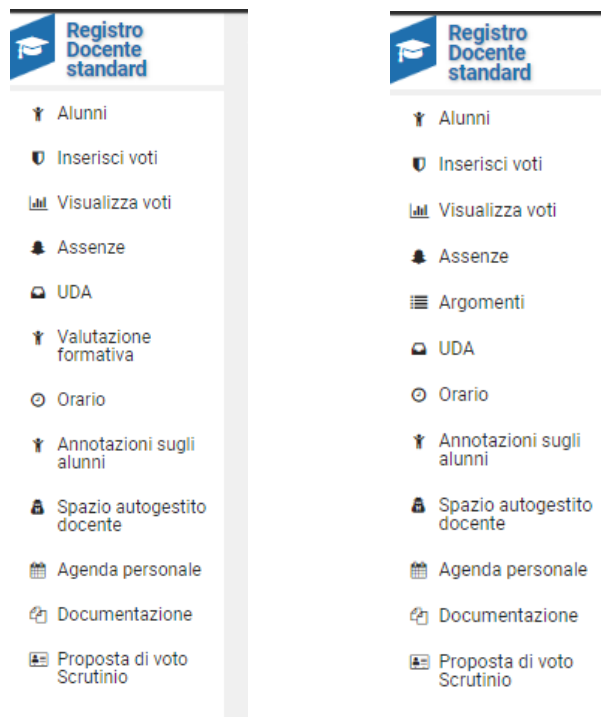 Registro
Docente
standard
Alunni
Inserisci voti
Visualizza voti
Assenze
UDA
Valutazione
formativa
Orario
Annotazioni sugli
alunni
Spazio autogestito
docente
Agenda personale
Documentazione
Proposta di voto
Scrutinio
Registro
Docente
standard
Alunni
Inserisci voti
Visualizza voti
Assenze
Argomenti
UDA
Orario
Annotazioni sugli
alunni
Spazio autogestito
docente
Agenda personale
Documentazione
Proposta di voto
Scrutinio